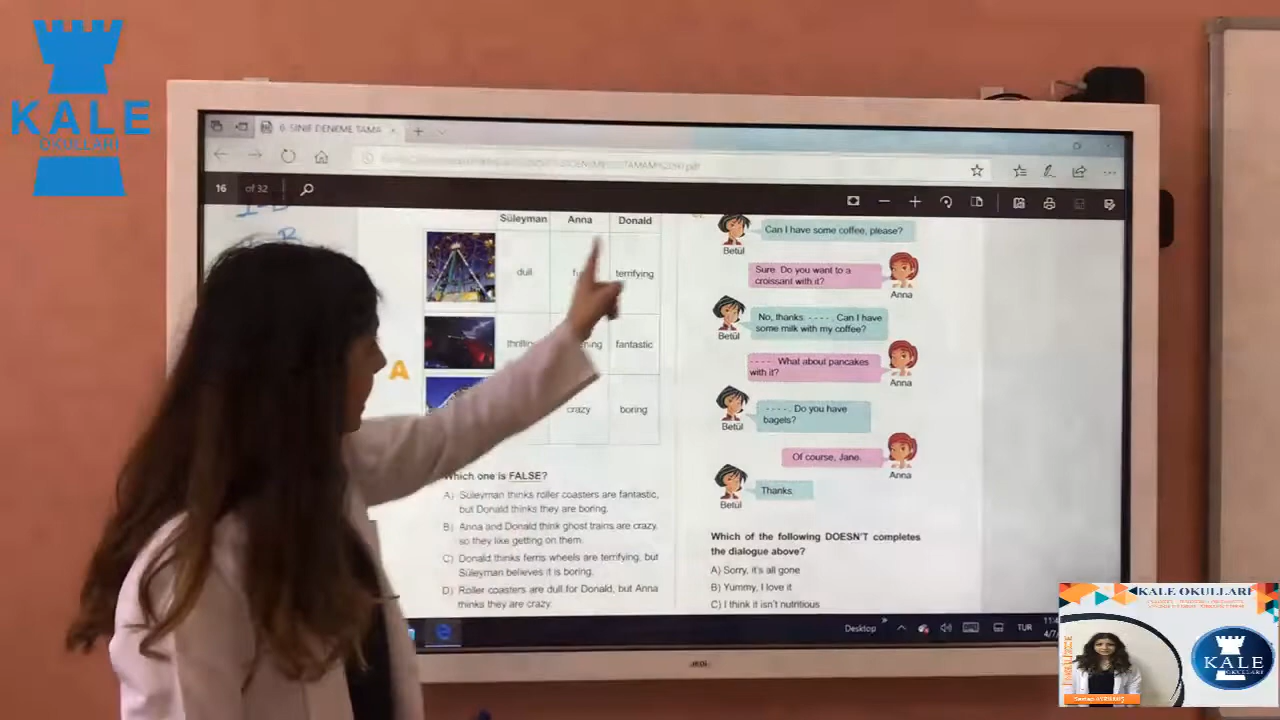 KALE
OKULLARI
6. SINIF DENEME TAMA
16 of 32
Süleyman Anna Donald
dull terrifying
fantastic
crazy boring
A
Which one is FALSE?
A) Süleyman thinks roller coasters are fantastic,
but Donald thinks they are boring.
B) Anna and Donald think ghost trains are crazy,
so they like getting on them.
C) Donald thinks ferris wheels are terrifying, but
Süleyman believes it is boring.
D) Roller coasters are dull for Donald, but Anna
thinks they are crazy.
Can I have some coffee, please?
Betül
Sure. Do you want to a
croissant with it?
Anna
No, thanks. - - - - . Can I have
some milk with my coffee?
Betül
- - - - . What about pancakes
with it?
Anna
- - - - . Do you have
bagels?
Betül
Of course, Jane.
Anna
Thanks.
Betül
Which of the following DOESN'T completes
the dialogue above?
A) Sorry, it's all gone
B) Yummy, I love it
C) I think it isn't nutritious
Desktop
TUR
KALE OKULLARI
KALE
OKULLARI